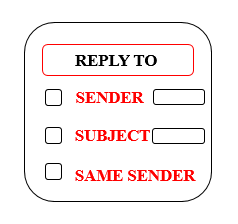 REPLY TO
SENDER
SUBJECT
SAME SENDER